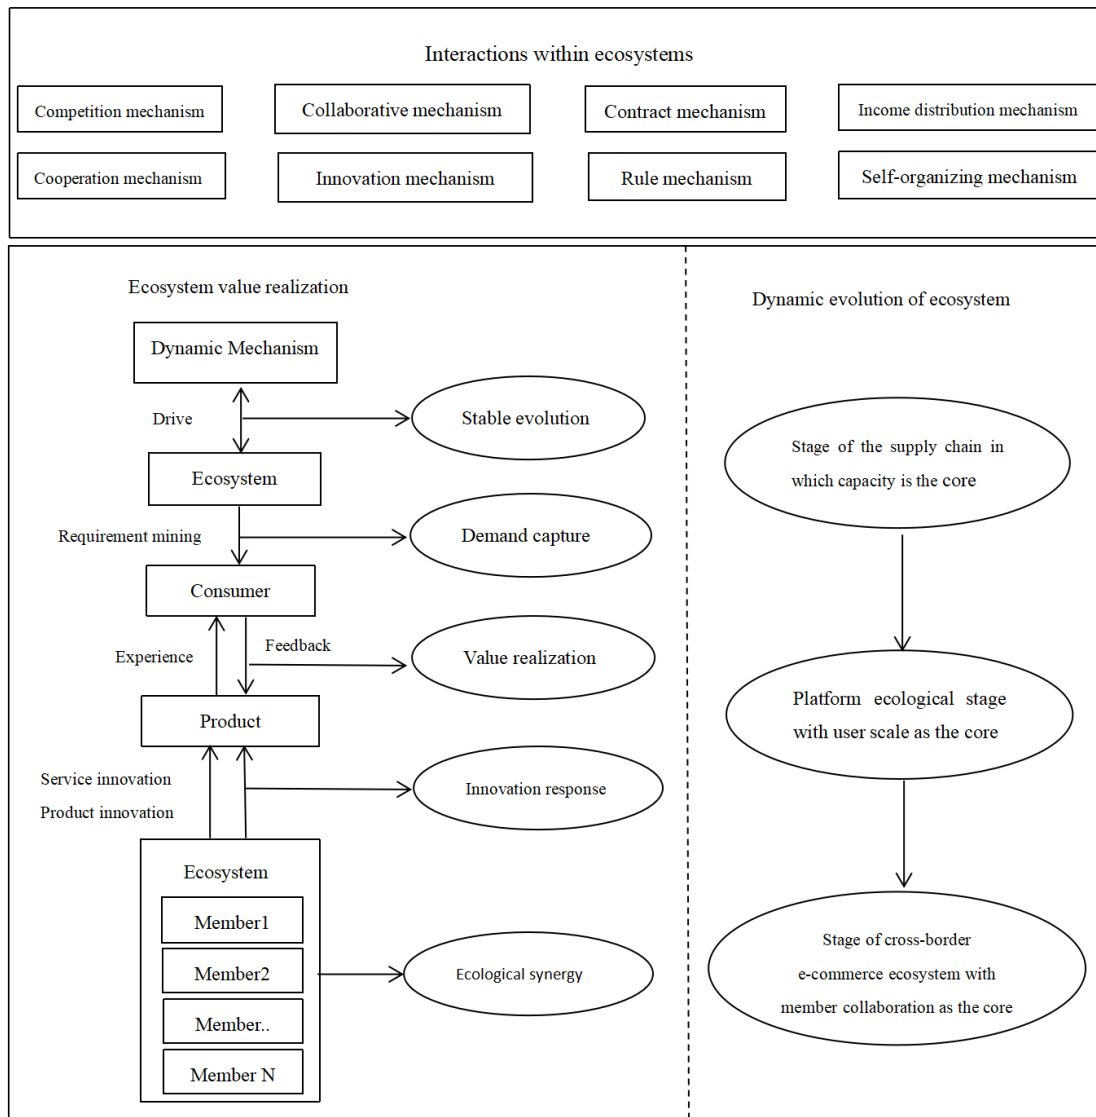 Interactions within ecosystems
Competition mechanism
Collaborative mechanism
Contract mechanism
Income distribution mechanism
Cooperation mechanism
Innovation mechanism
Rule mechanism
Self-organizing mechanism
Ecosystem value realization
Dynamic Mechanism
Drive
Stable evolution
Ecosystem
Requirement mining
Demand capture
Consumer
Experience
Feedback
Value realization
Product
Service innovation
Product innovation
Innovation response
Ecosystem
Member1
Member2
Member..
Member N
Ecological synergy
Dynamic evolution of ecosystem
Stage of the supply chain in
which capacity is the core
Platform ecological stage
with user scale as the core
Stage of cross-border
e-commerce ecosystem with
member collaboration as the core